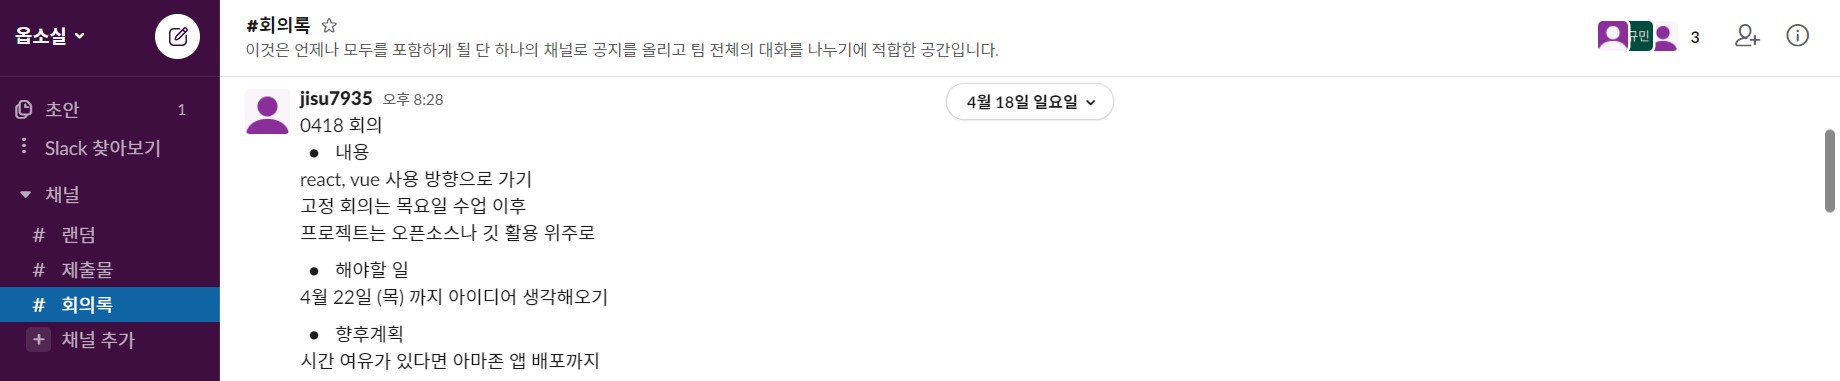 옵소실
초안 1
Slack 찾아보기
채널
# 랜덤
# 제출물
# 회의록
+ 채널 추가
#회의록
이것은 언제나 모두를 포함하게 될 단 하나의 채널로 공지를 올리고 팀 전체의 대화를 나누기에 적합한 공간입니다.
규민
3
4월 18일 일요일
jisu7935 오후 8:28
0418 회의
• 내용
react, vue 사용 방향으로 가기
고정 회의는 목요일 수업 이후
프로젝트는 오픈소스나 깃 활용 위주로
• 해야할 일
4월 22일 (목) 까지 아이디어 생각해오기
• 향후계획
시간 여유가 있다면 아마존 앱 배포까지